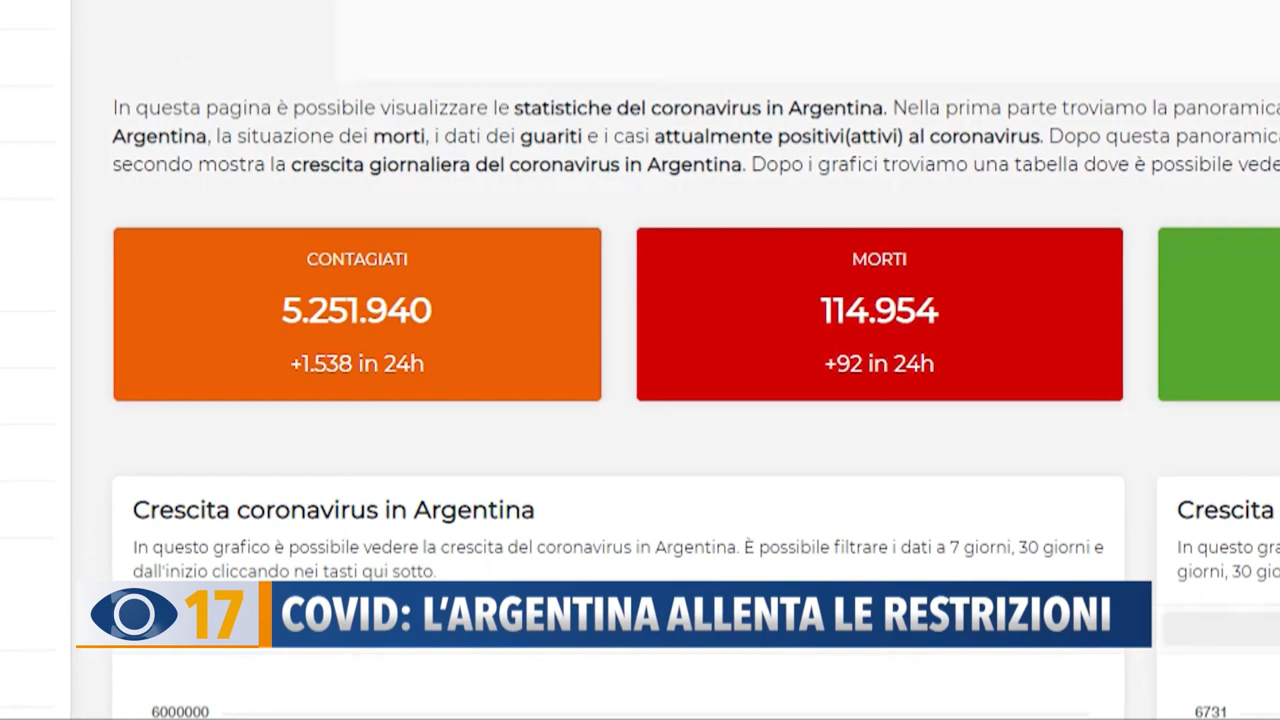 In questa pagina è possibile visualizzare le statistiche del coronavirus in Argentina. Nella prima parte troviamo la panoramica
Argentina, la situazione dei morti, i dati dei guariti e i casi attualmente positivi(attivi) al coronavirus. Dopo questa panoramica
secondo mostra la crescita giornaliera del coronavirus in Argentina. Dopo i grafici troviamo una tabella dove è possibile vede
CONTAGIATI
5.251.940
+1.538 in 24h
MORTI
114.954
+92 in 24h
Crescita coronavirus in Argentina
In questo grafico è possibile vedere la crescita del coronavirus in Argentina. È possibile filtrare i dati a 7 giorni, 30 giorni e
dall'inizio cliccando nei tasti qui sotto.
Crescita
In questo gra
giorni, 30 gio
17
COVID: L'ARGENTINA ALLENTA LE RESTRIZIONI
6000000
6731